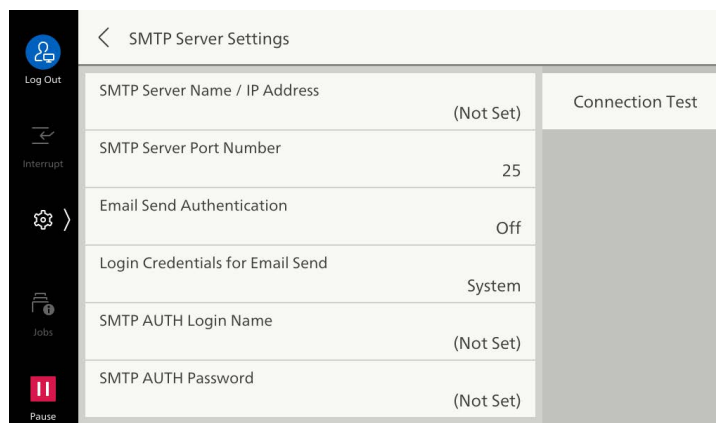 SMTP Server Settings
Log Out
Interrupt
Jobs
Pause
SMTP Server Name / IP Address
(Not Set)
SMTP Server Port Number
25
Email Send Authentication
Off
Login Credentials for Email Send
System
SMTP AUTH Login Name
(Not Set)
SMTP AUTH Password
(Not Set)
Connection Test